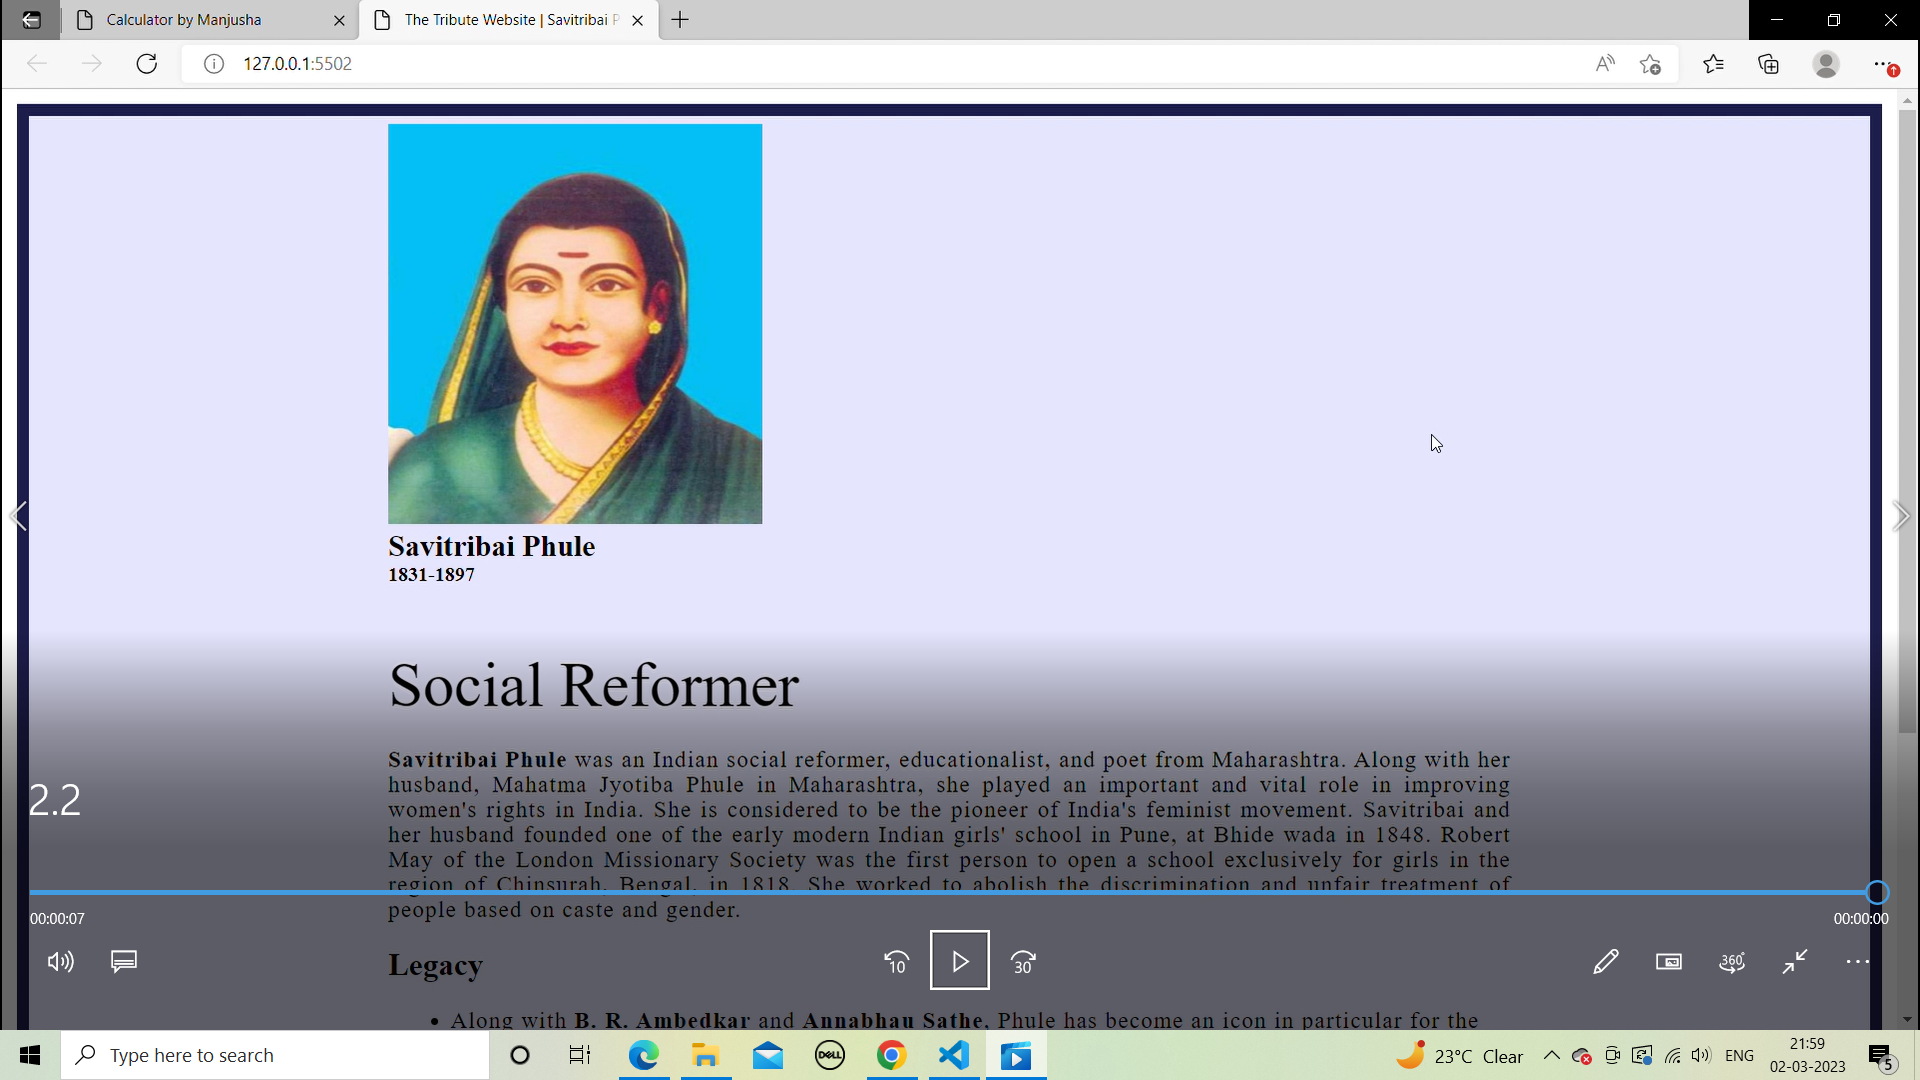 Calculator by Manjusha
The Tribute Website | Savitribai P
127.0.0.1:5502
Savitribai Phule
1831-1897
Social Reformer
Savitribai Phule was an Indian social reformer, educationalist, and poet from Maharashtra. Along with her
husband, Mahatma Jyotiba Phule in Maharashtra, she played an important and vital role in improving
women's rights in India. She is considered to be the pioneer of India's feminist movement. Savitribai and
her husband founded one of the early modern Indian girls' school in Pune, at Bhide wada in 1848. Robert
May of the London Missionary Society was the first person to open a school exclusively for girls in the
region of Chinsurah, Bengal, in 1818. She worked to abolish the discrimination and unfair treatment of
people based on caste and gender.
2.2
00:00:07
00:00:00
10
30
360°
Legacy
• Along with B. R. Ambedkar and Annabhau Sathe, Phule has become an icon in particular for the
Type here to search
DELL
23°C Clear
ENG
21:59
02-03-2023
5